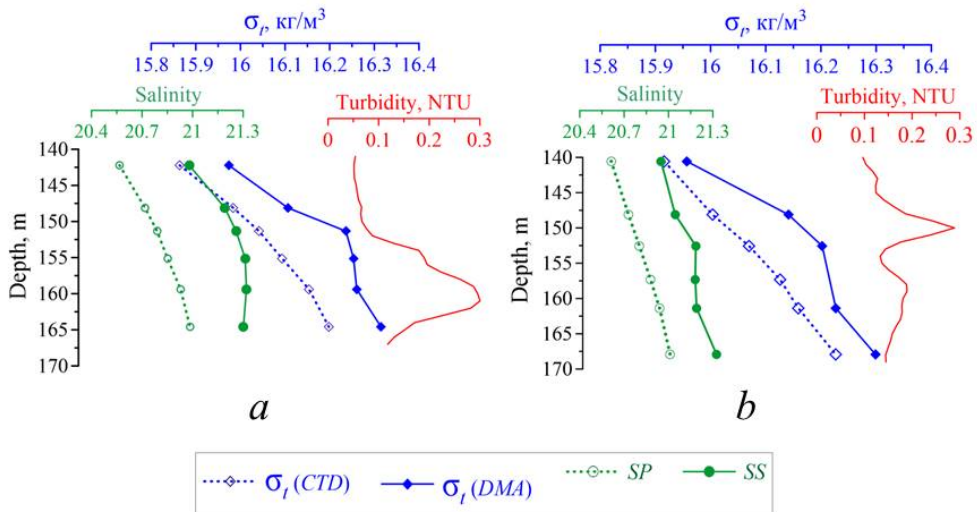 σt, кг/м³
15.8 15.9 16 16.1 16.2 16.3 16.4
Salinity
20.4 20.7 21 21.3
Turbidity, NTU
0 0.1 0.2 0.3
Depth, m
140
145
150
155
160
165
170
a
σt, кг/м³
15.8 15.9 16 16.1 16.2 16.3 16.4
Salinity
20.4 20.7 21 21.3
Turbidity, NTU
0 0.1 0.2 0.3
Depth, m
140
145
150
155
160
165
170
b
σt (CTD) σt (DMA) SP SS